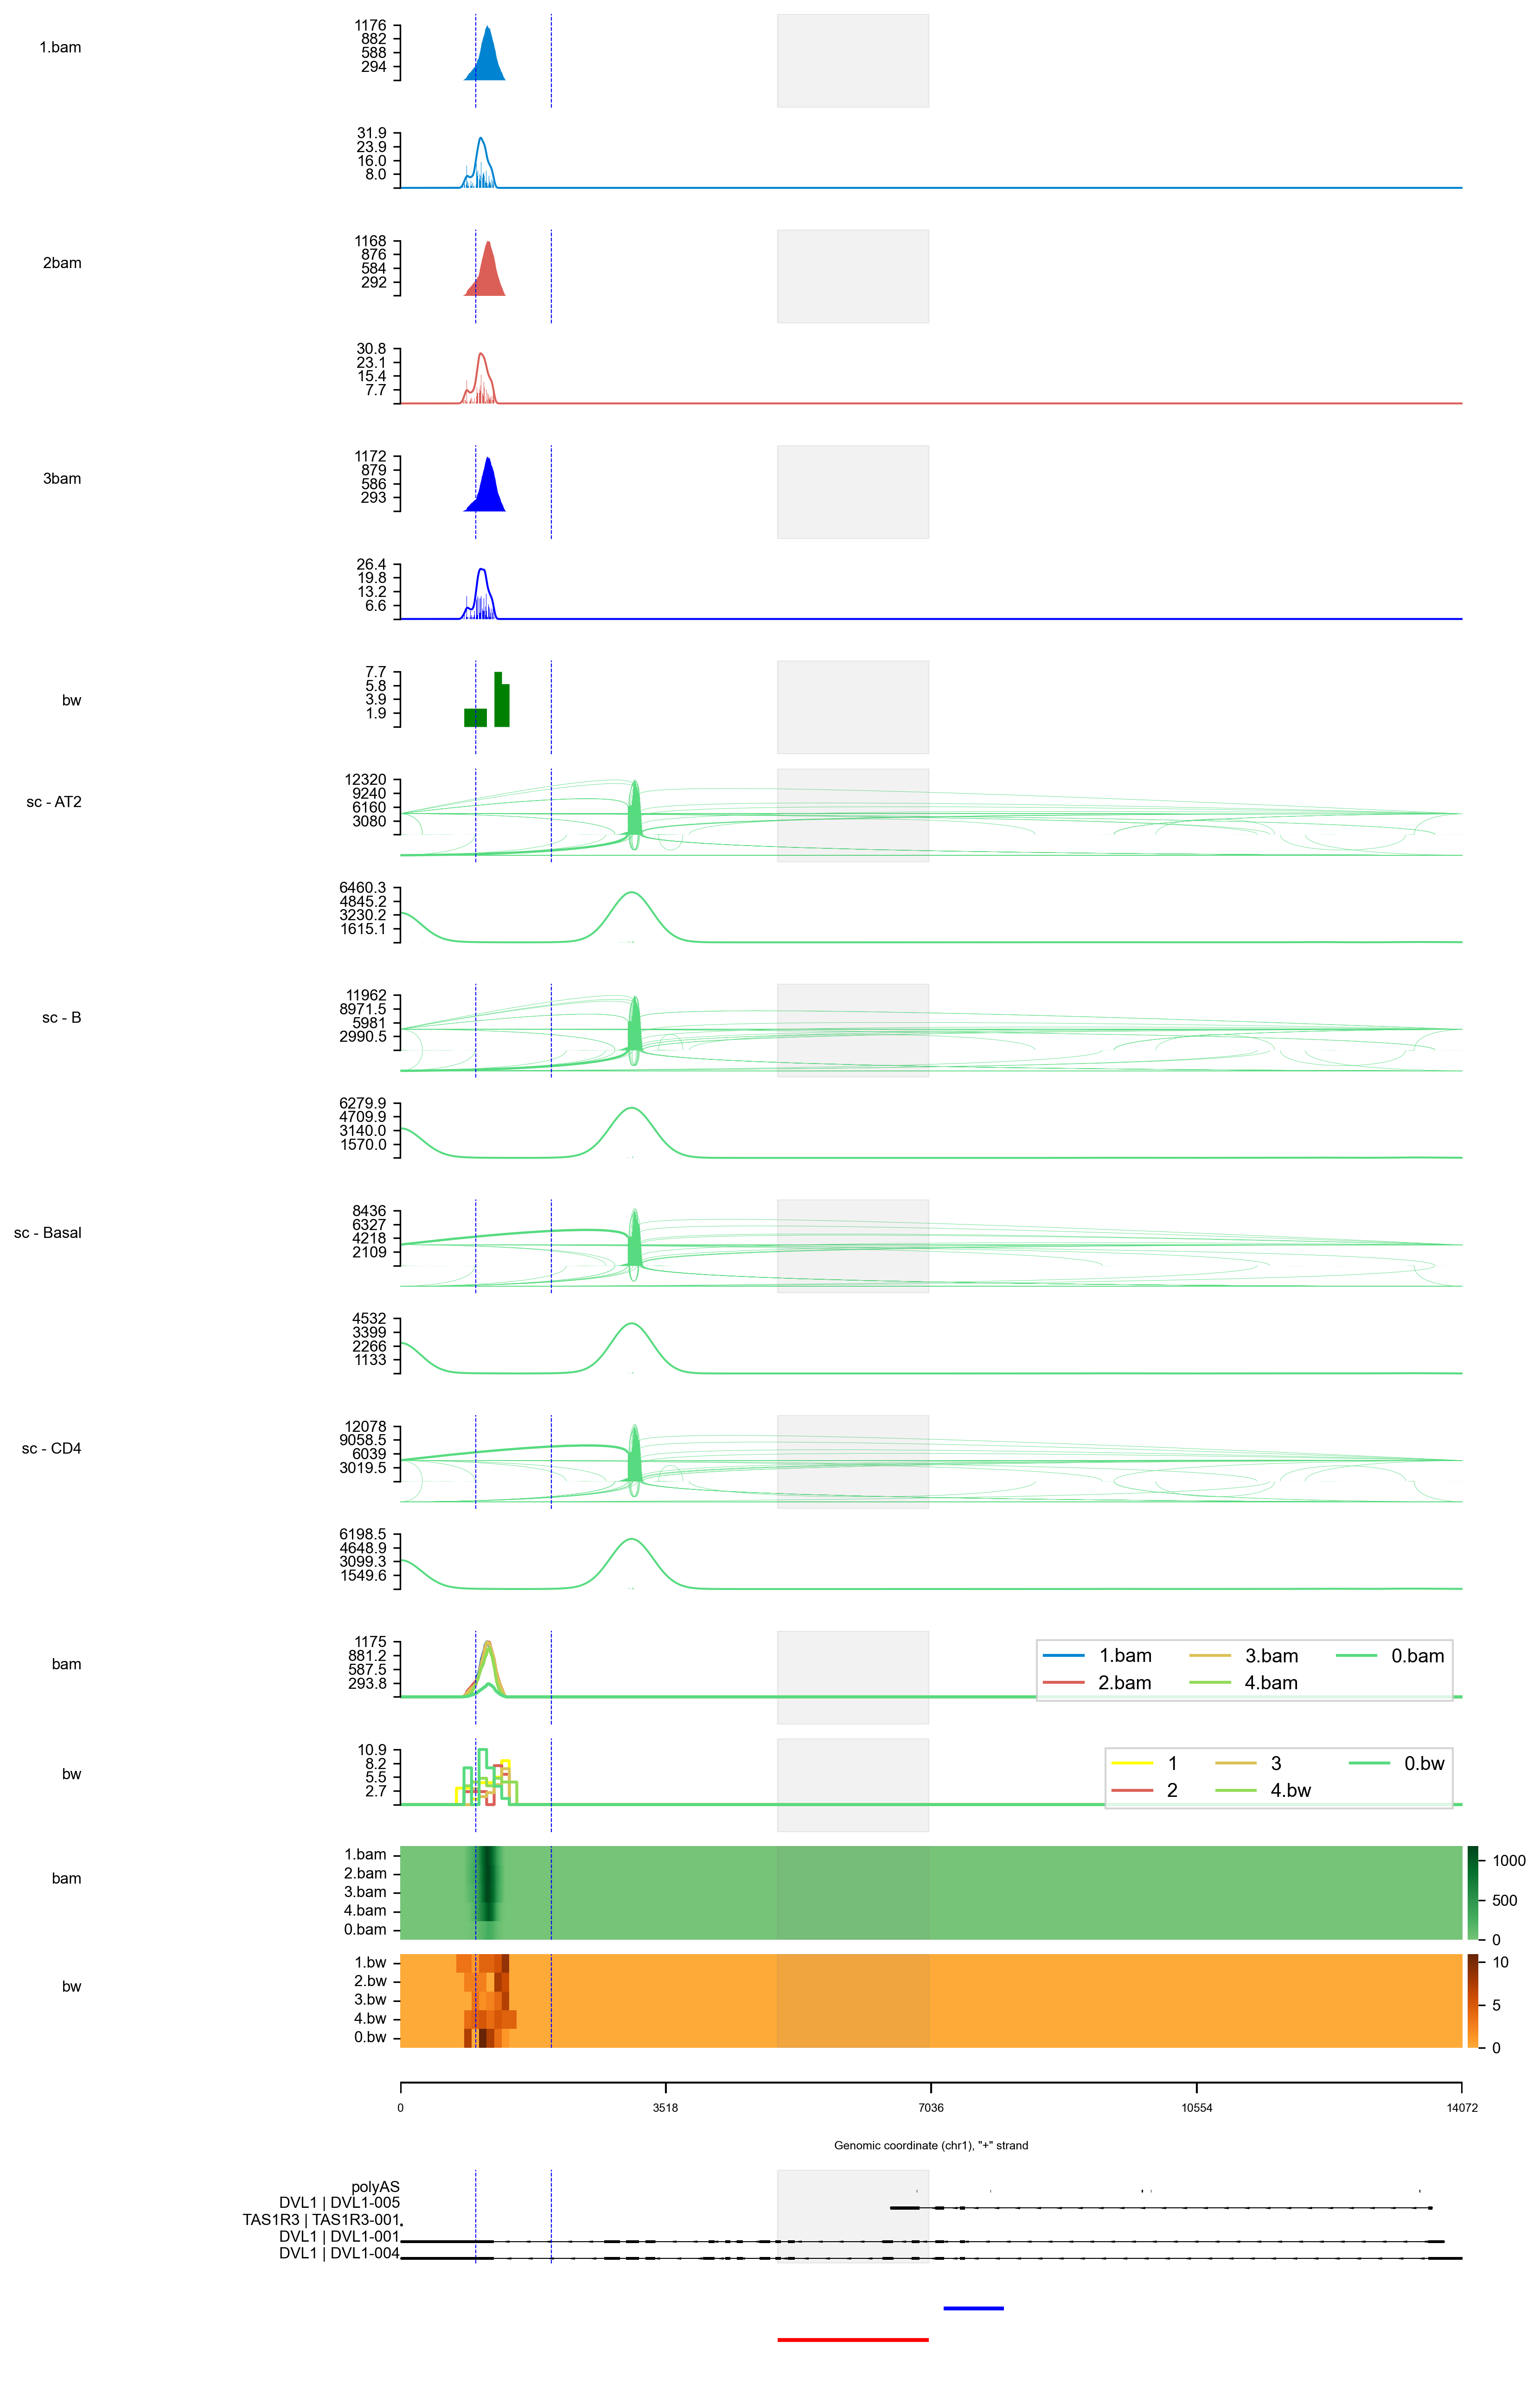 1176
882
1.bam
588
294
31.9
23.9
16.0
8.0
1168
876
2bam
584
292
30.8
23.1
15.4
7.7
1172
879
3bam
586
293
26.4
19.8
13.2
6.6
7.7
5.8
bw
3.9
1.9
12320
9240
sc - AT2
6160
3080
6460.3
4845.2
3230.2
1615.1
11962
8971.5
sc - B
5981
2990.5
6279.9
4709.9
3140.0
1570.0
8436
6327
sc - Basal
4218
2109
4532
3399
2266
1133
12078
9058.5
sc - CD4
6039
3019.5
6198.5
4648.9
3099.3
1549.6
1175
881.2
bam
587.5
293.8
1.bam 3.bam 0.bam
2.bam 4.bam
10.9
8.2
bw
5.5
2.7
1 3 0.bw
2 4.bw
1.bam
2.bam
bam
3.bam
4.bam
0.bam
1000
500
0
1.bw
2.bw
bw
3.bw
4.bw
0.bw
10
5
0
0 3518 7036 10554 14072
Genomic coordinate (chr1), "+" strand
polyAS
DVL1 | DVL1-005
TAS1R3 | TAS1R3-001
DVL1 | DVL1-001
DVL1 | DVL1-004